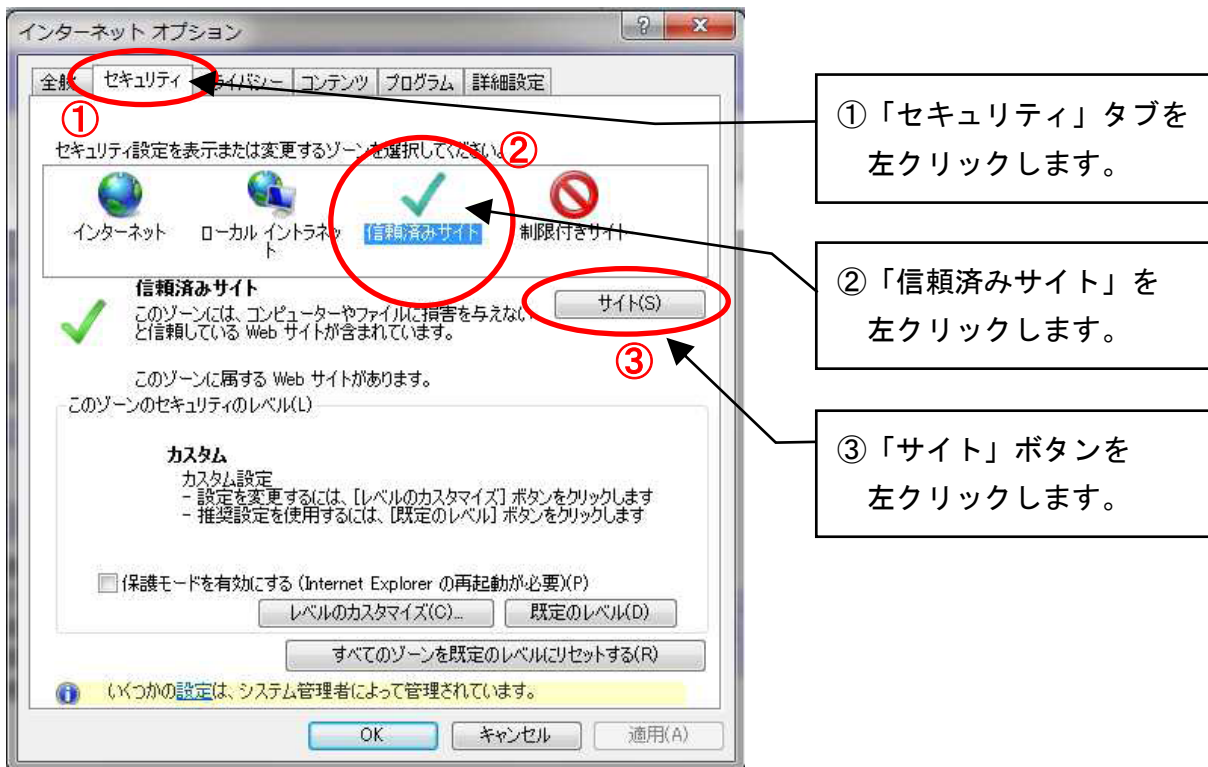 インターネット オプション
全般 セキュリティ プライバシー コンテンツ プログラム 詳細設定
①
セキュリティ設定を表示または変更するゾーンを選択してください。
②
インターネット ローカル イントラネッ
ト 信頼済みサイト 制限付きサイト
信頼済みサイト
このゾーンには、コンピューターやファイルに損害を与えない
と信頼している Web サイトが含まれています。
サイト(S)
③
このゾーンに属する Web サイトがあります。
このゾーンのセキュリティのレベル(L)
カスタム
カスタム設定
- 設定を変更するには、[レベルのカスタマイズ] ボタンをクリックします
- 推奨設定を使用するには、[既定のレベル] ボタンをクリックします
保護モードを有効にする (Internet Explorer の再起動が必要)(P)
レベルのカスタマイズ(C)... 既定のレベル(D)
すべてのゾーンを既定のレベルにリセットする(R)
いくつかの設定は、システム管理者によって管理されています。
OK キャンセル 適用(A)
①「セキュリティ」タブを
左クリックします。
②「信頼済みサイト」を
左クリックします。
③「サイト」ボタンを
左クリックします。